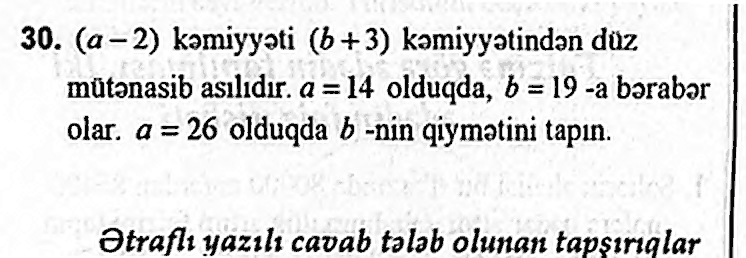 30. (a – 2) kəmiyyəti (b + 3) kəmiyyətindən düz
mütənasib asılıdır. a = 14 olduqda, b = 19 -a bərabər
olar. a = 26 olduqda b -nin qiymətini tapın.
Ətraflı yazılı cavab tələb olunan tapşırıqlar